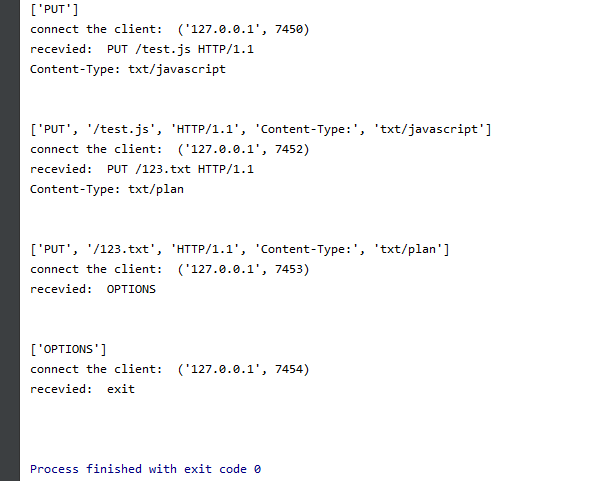 ['PUT']
connect the client:  ('127.0.0.1', 7450)
recevied:  PUT /test.js HTTP/1.1
Content-Type: txt/javascript
['PUT', '/test.js', 'HTTP/1.1', 'Content-Type:', 'txt/javascript']
connect the client:  ('127.0.0.1', 7452)
recevied:  PUT /123.txt HTTP/1.1
Content-Type: txt/plan
['PUT', '/123.txt', 'HTTP/1.1', 'Content-Type:', 'txt/plan']
connect the client:  ('127.0.0.1', 7453)
recevied:  OPTIONS
['OPTIONS']
connect the client:  ('127.0.0.1', 7454)
recevied:  exit
Process finished with exit code 0